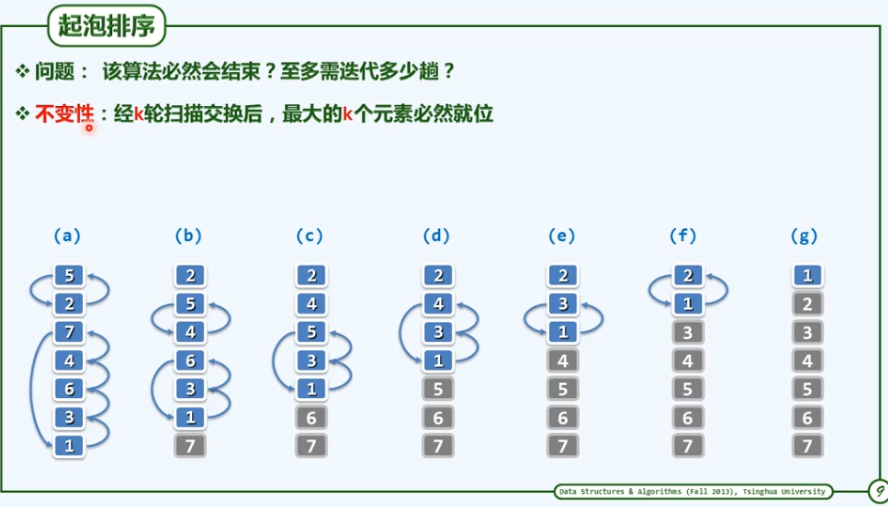 起泡排序
❖ 问题： 该算法必然会结束？至多需迭代多少趟？
❖ 不变性：经k轮扫描交换后，最大的k个元素必然就位
(a) (b) (c) (d) (e) (f) (g)
5 2 2 2 2 2 1
2 5 4 4 3 1 2
7 4 5 3 1 3 3
4 6 3 1 4 4 4
6 3 1 5 5 5 5
3 1 6 6 6 6 6
1 7 7 7 7 7 7
Data Structures & Algorithms (Fall 2013), Tsinghua University
9